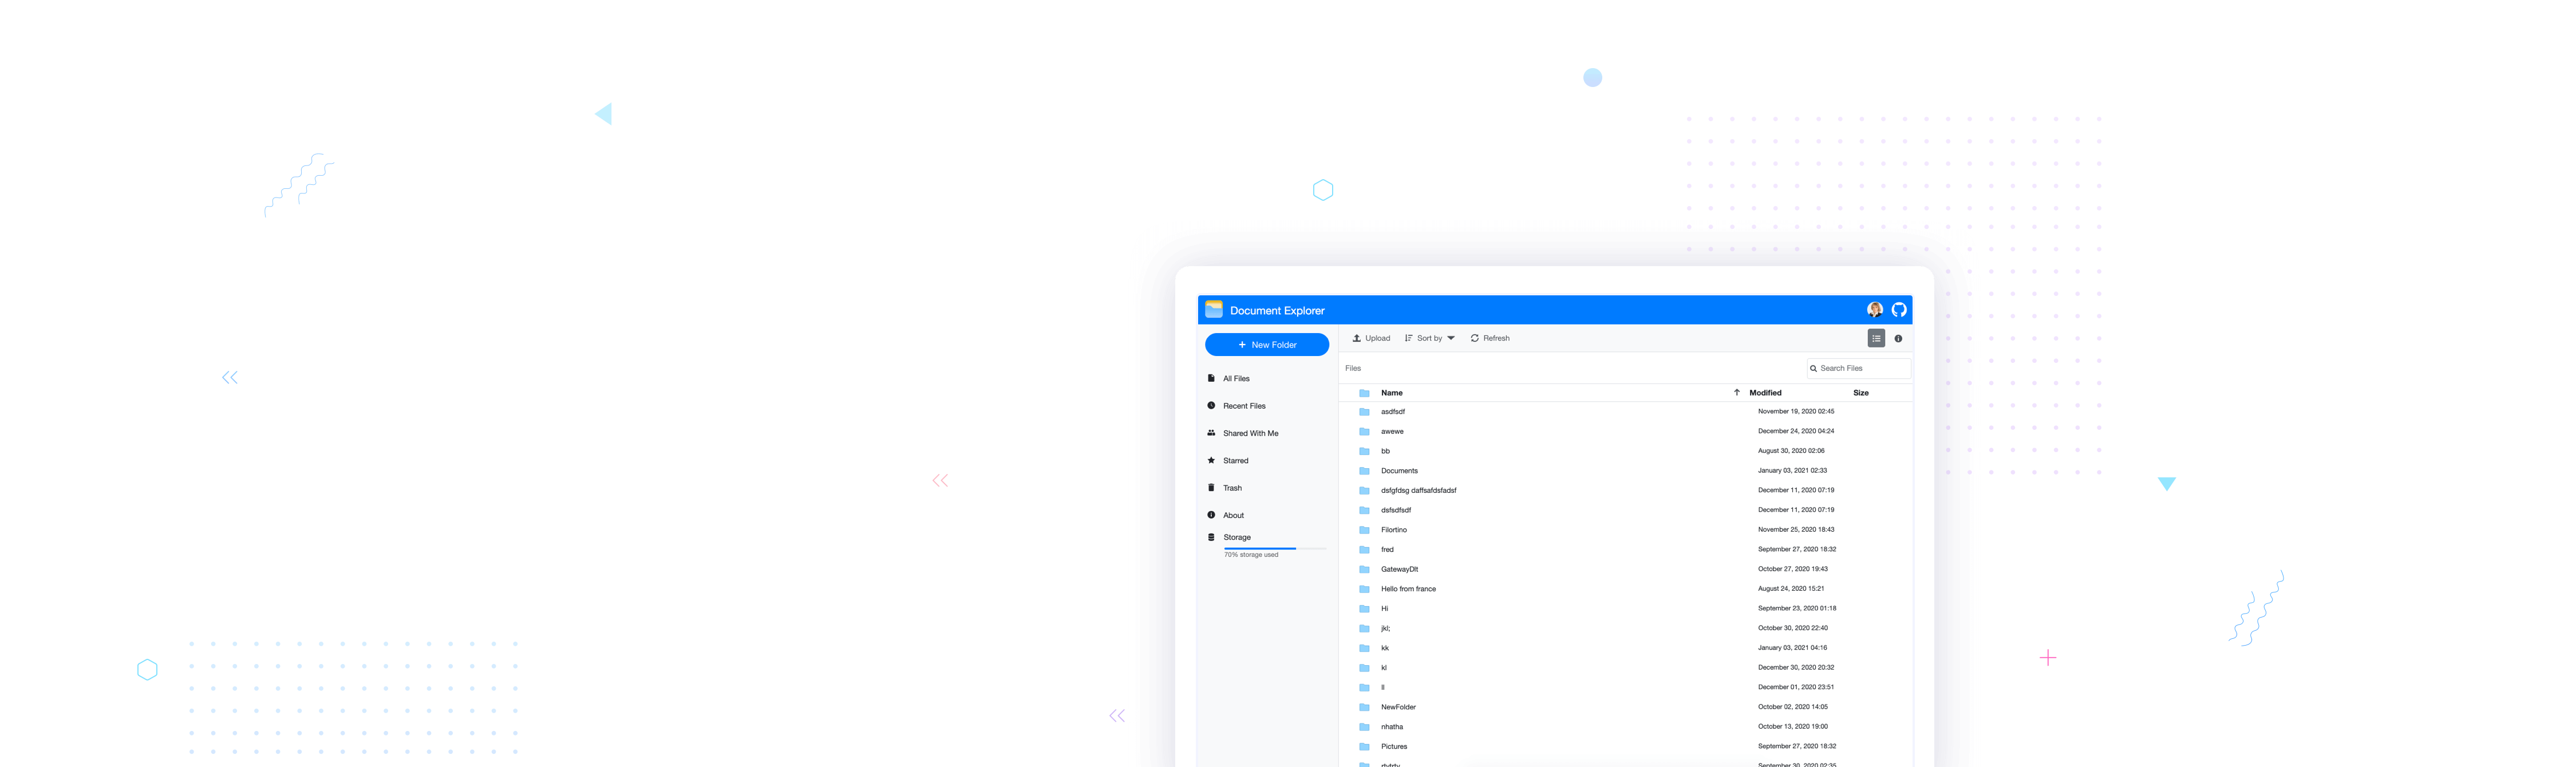 Document Explorer
New Folder
Upload Sort by Refresh
All Files
Recent Files
Shared With Me
Starred
Trash
About
Storage
70% storage used
Files
Search Files
Name Modified Size
asdfsdf November 19, 2020 02:45
awewe December 24, 2020 04:24
bb August 30, 2020 02:06
Documents January 03, 2021 02:33
dsfgfdsg daffsafdsfadsf December 11, 2020 07:19
dsfsdfsdf December 11, 2020 07:19
Filortino November 25, 2020 18:43
fred September 27, 2020 18:32
GatewayDlt October 27, 2020 19:43
Hello from france August 24, 2020 15:21
Hi September 23, 2020 01:18
jkl; October 30, 2020 22:40
kk January 03, 2021 04:16
kl December 30, 2020 20:32
ll December 01, 2020 23:51
NewFolder October 02, 2020 14:05
nhatha October 13, 2020 19:00
Pictures September 27, 2020 18:32
September 30, 2020 02:35